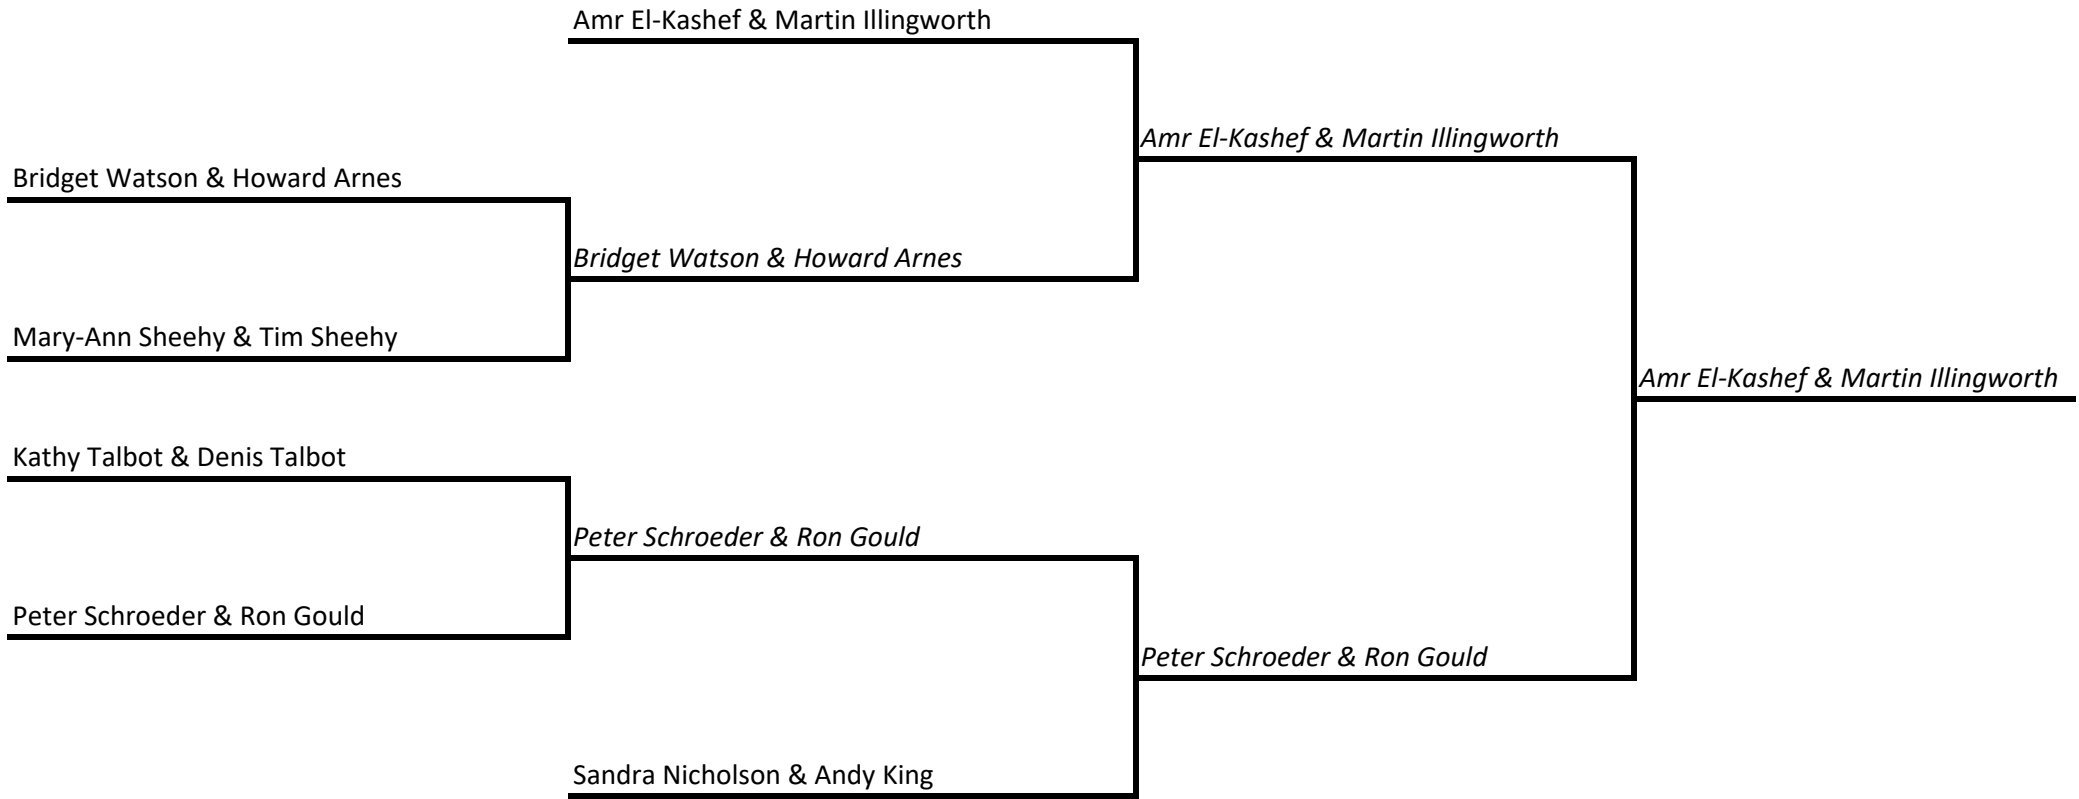 Amr El-Kashef & Martin Illingworth
Amr El-Kashef & Martin Illingworth
Bridget Watson & Howard Arnes
Bridget Watson & Howard Arnes
Mary-Ann Sheehy & Tim Sheehy
Amr El-Kashef & Martin Illingworth
Kathy Talbot & Denis Talbot
Peter Schroeder & Ron Gould
Peter Schroeder & Ron Gould
Peter Schroeder & Ron Gould
Sandra Nicholson & Andy King